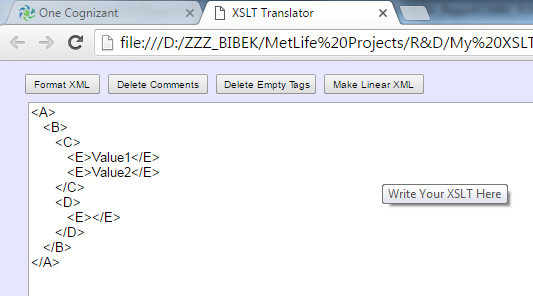 One Cognizant
XSLT Translator
file:///D:/ZZZ_BIBEK/MetLife%20Projects/R&D/My%20XSLT
Format XML
Delete Comments
Delete Empty Tags
Make Linear XML
<A>
<B>
<C>
<E>Value1</E>
<E>Value2</E>
</C>
<D>
<E></E>
</D>
</B>
</A>
Write Your XSLT Here